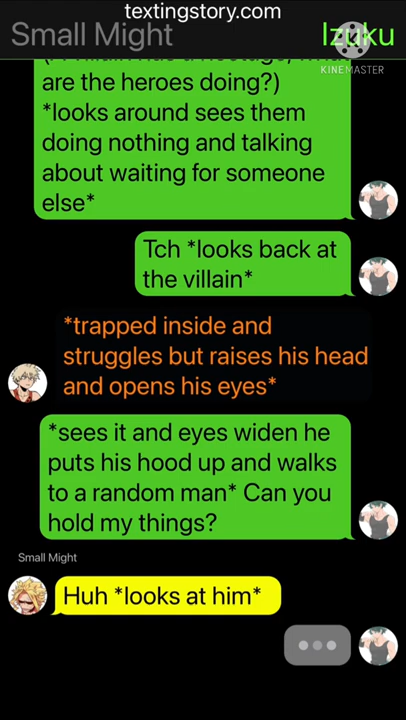 textingstory.com
Small Might
Izuku
KINEMASTER
are the heroes doing?)
*looks around sees them
doing nothing and talking
about waiting for someone
else*
Tch *looks back at
the villain*
*trapped inside and
struggles but raises his head
and opens his eyes*
*sees it and eyes widen he
puts his hood up and walks
to a random man* Can you
hold my things?
Small Might
Huh *looks at him*